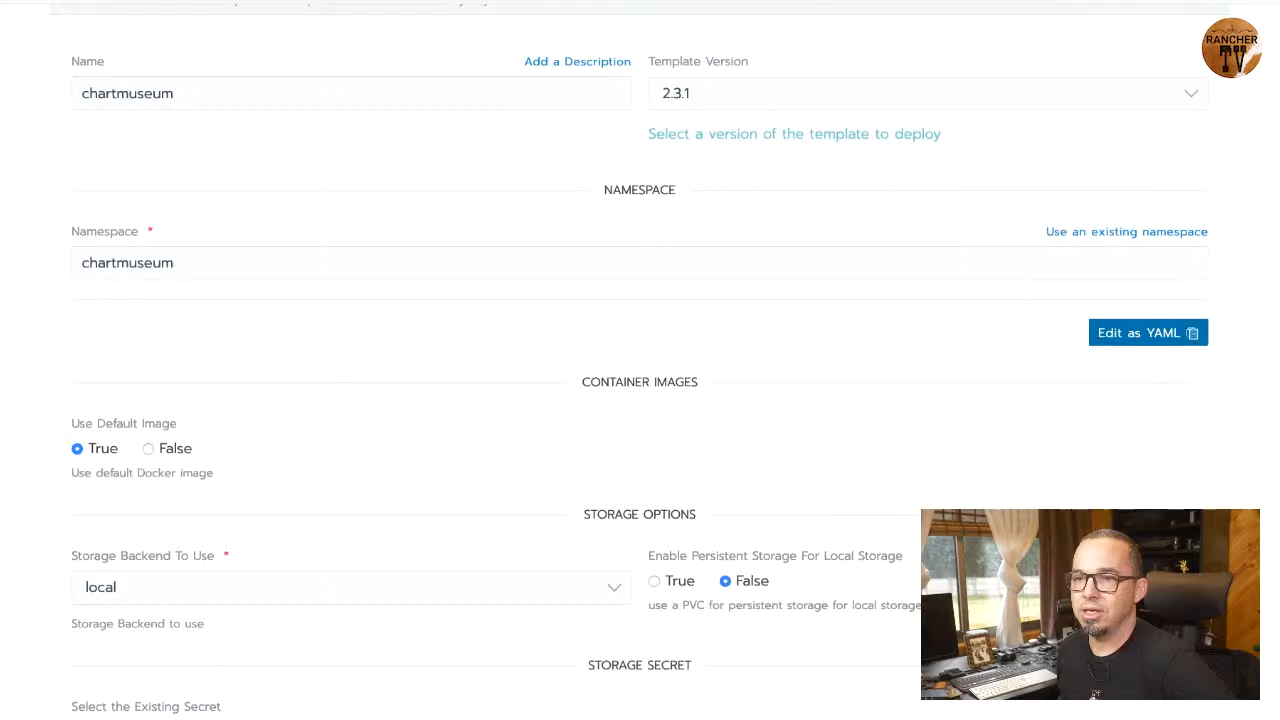 RANCHER
TV
Name
Add a Description
Template Version
chartmuseum
2.3.1
Select a version of the template to deploy
NAMESPACE
Namespace *
Use an existing namespace
chartmuseum
Edit as YAML
CONTAINER IMAGES
Use Default Image
True
False
Use default Docker image
STORAGE OPTIONS
Storage Backend To Use *
Enable Persistent Storage For Local Storage
local
True
False
use a PVC for persistent storage for local storage
Storage Backend to use
STORAGE SECRET
Select the Existing Secret